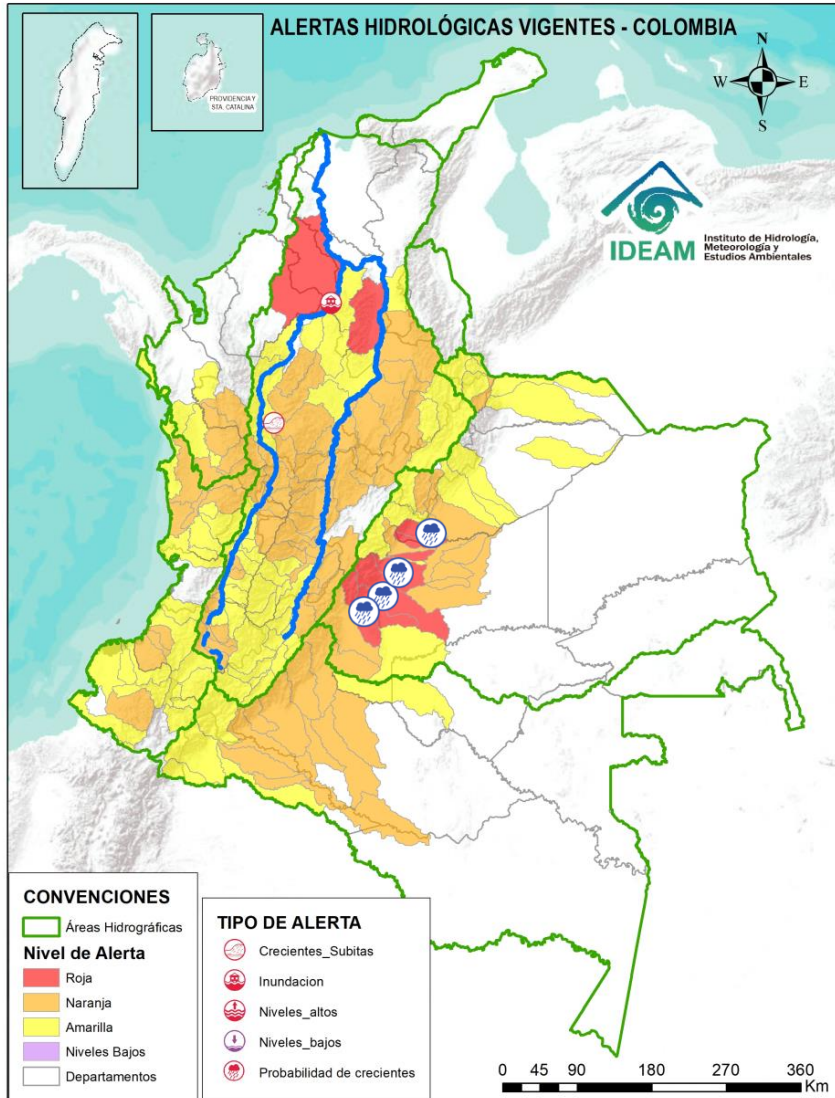 ALERTAS HIDROLÓGICAS VIGENTES - COLOMBIA
PROVIDENCIA Y
STA. CATALINA
N
W
E
S
IDEAM
Instituto de Hidrología,
Meteorología y
Estudios Ambientales
CONVENCIONES
Áreas Hidrográficas
Nivel de Alerta
Roja
Naranja
Amarilla
Niveles Bajos
Departamentos
TIPO DE ALERTA
Crecientes_Subitas
Inundacion
Niveles_altos
Niveles_bajos
Probabilidad de crecientes
0 45 90 180 270 360
Km